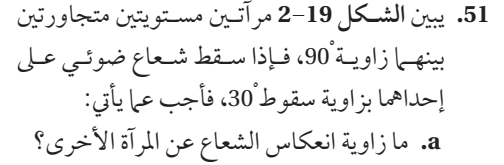 51. يبين الشكل 19–2 مرآتين مستويتين متجاورتين
بينهما زاوية 90°، فإذا سقط شعاع ضوئي على
إحداهما بزاوية سقوط 30°، فأجب عما يأتي:
a. ما زاوية انعكاس الشعاع عن المرآة الأخرى؟